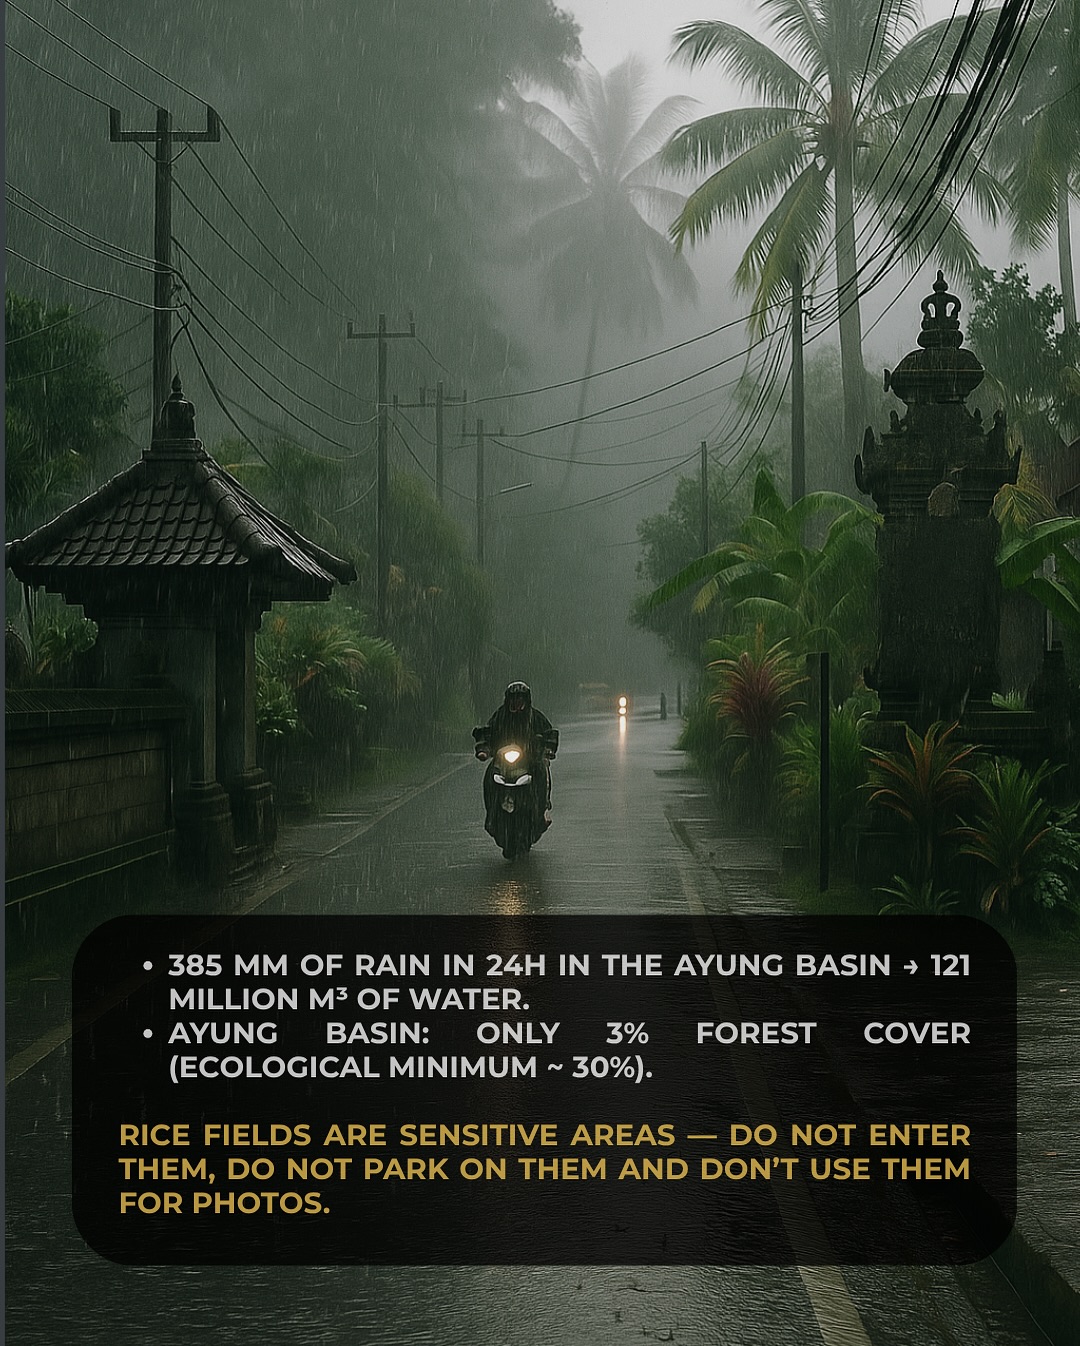 • 385 MM OF RAIN IN 24H IN THE AYUNG BASIN → 121
MILLION M³ OF WATER.
• AYUNG BASIN: ONLY 3% FOREST COVER
(ECOLOGICAL MINIMUM ~ 30%).
RICE FIELDS ARE SENSITIVE AREAS — DO NOT ENTER
THEM, DO NOT PARK ON THEM AND DON'T USE THEM
FOR PHOTOS.